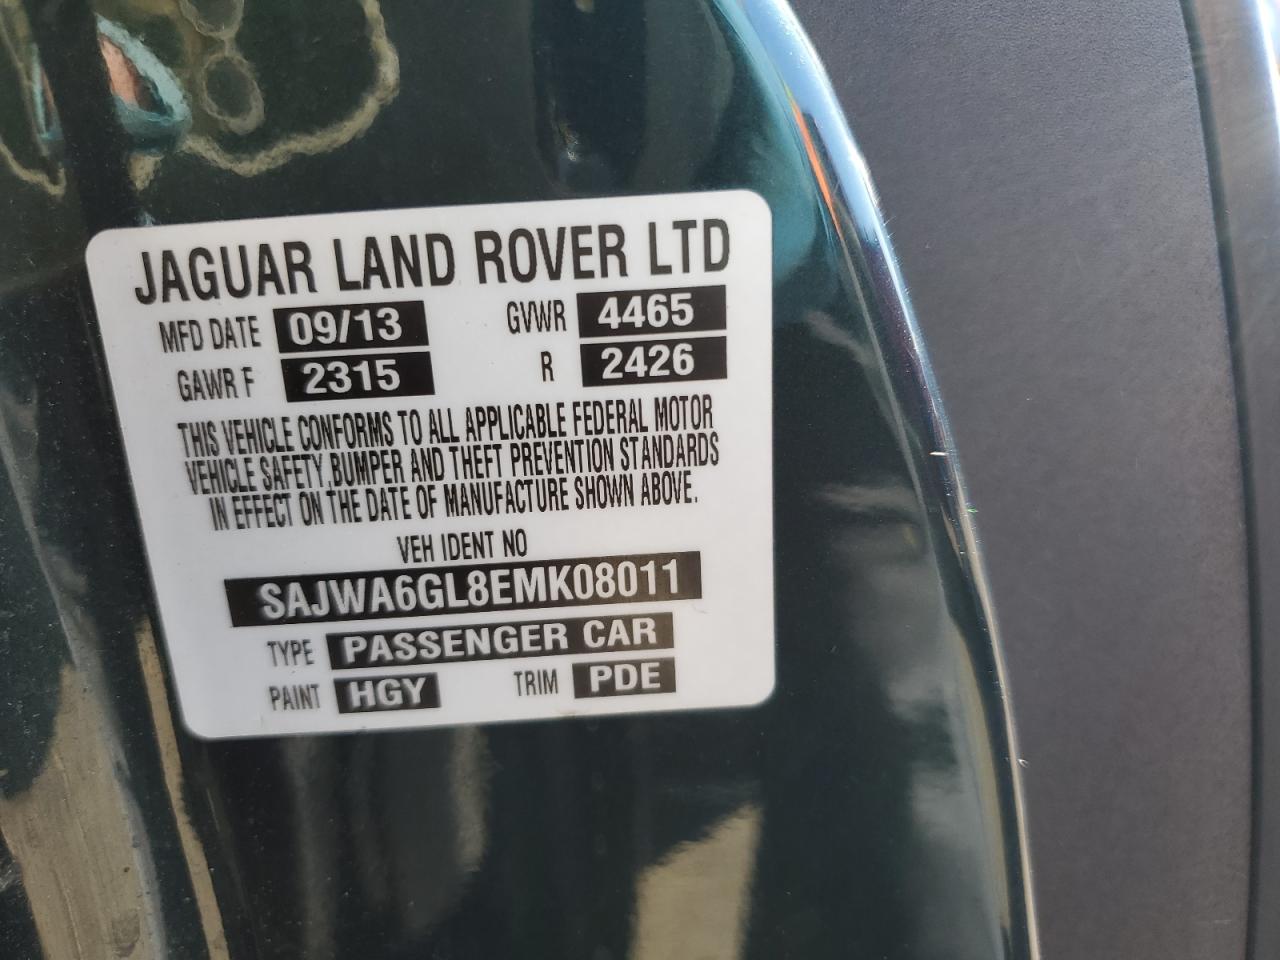 JAGUAR LAND ROVER LTD
MFD DATE 09/13 GVWR 4465
GAWR F 2315 R 2426
THIS VEHICLE CONFORMS TO ALL APPLICABLE FEDERAL MOTOR
VEHICLE SAFETY,BUMPER AND THEFT PREVENTION STANDARDS
IN EFFECT ON THE DATE OF MANUFACTURE SHOWN ABOVE.
VEH IDENT NO
SAJWA6GL8EMK08011
TYPE PASSENGER CAR
PAINT HGY TRIM PDE